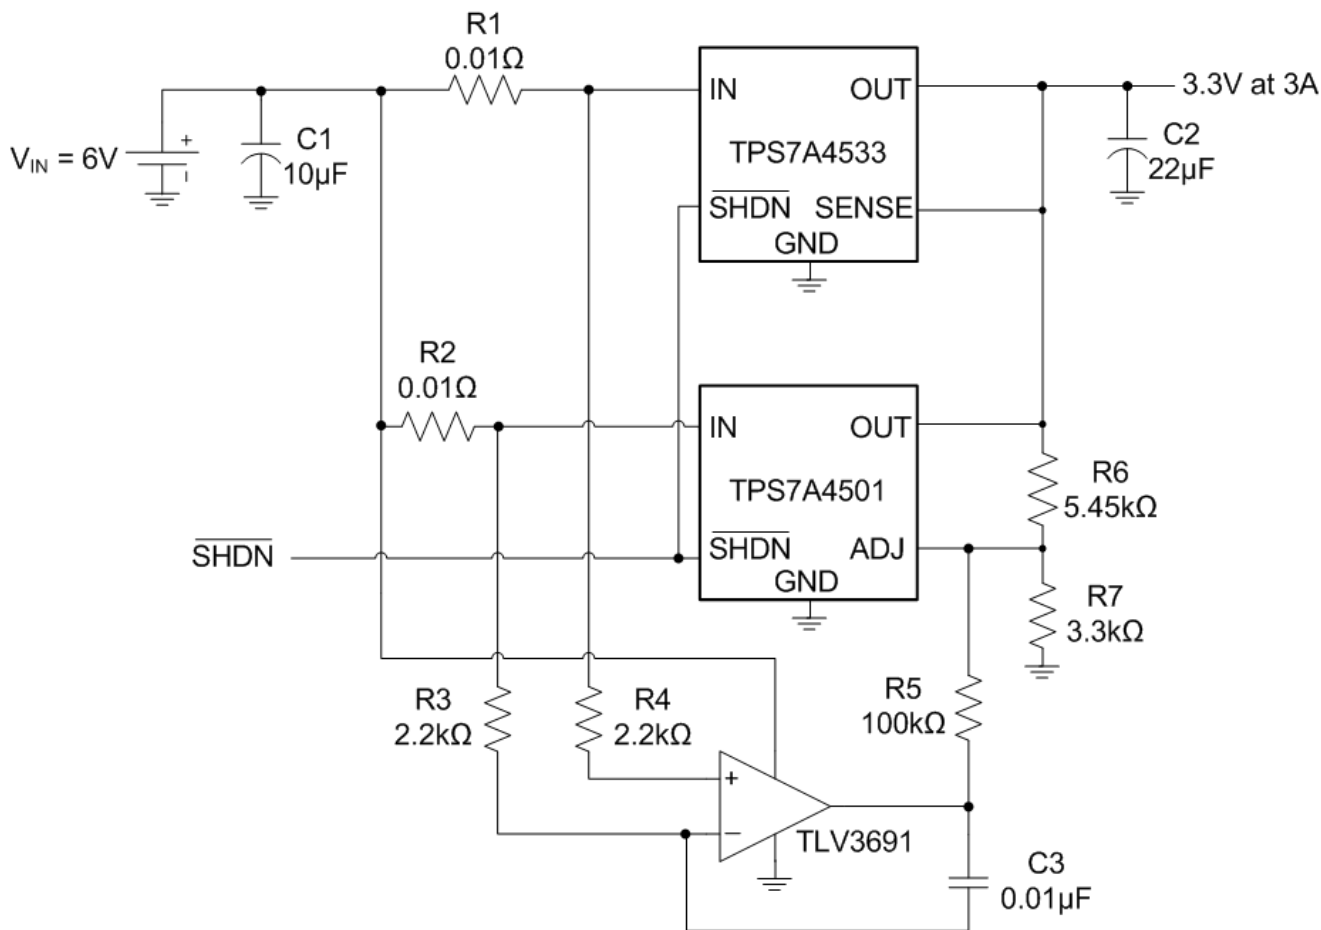 R1
0.01Ω
IN
OUT
3.3V at 3A
+
C1
10µF
V_IN = 6V
TPS7A4533
C2
22µF
SHDN
SENSE
GND
R2
0.01Ω
IN
OUT
TPS7A4501
R6
5.45kΩ
SHDN
SHDN
ADJ
GND
R7
3.3kΩ
R3
2.2kΩ
R4
2.2kΩ
R5
100kΩ
+
−
TLV3691
C3
0.01µF